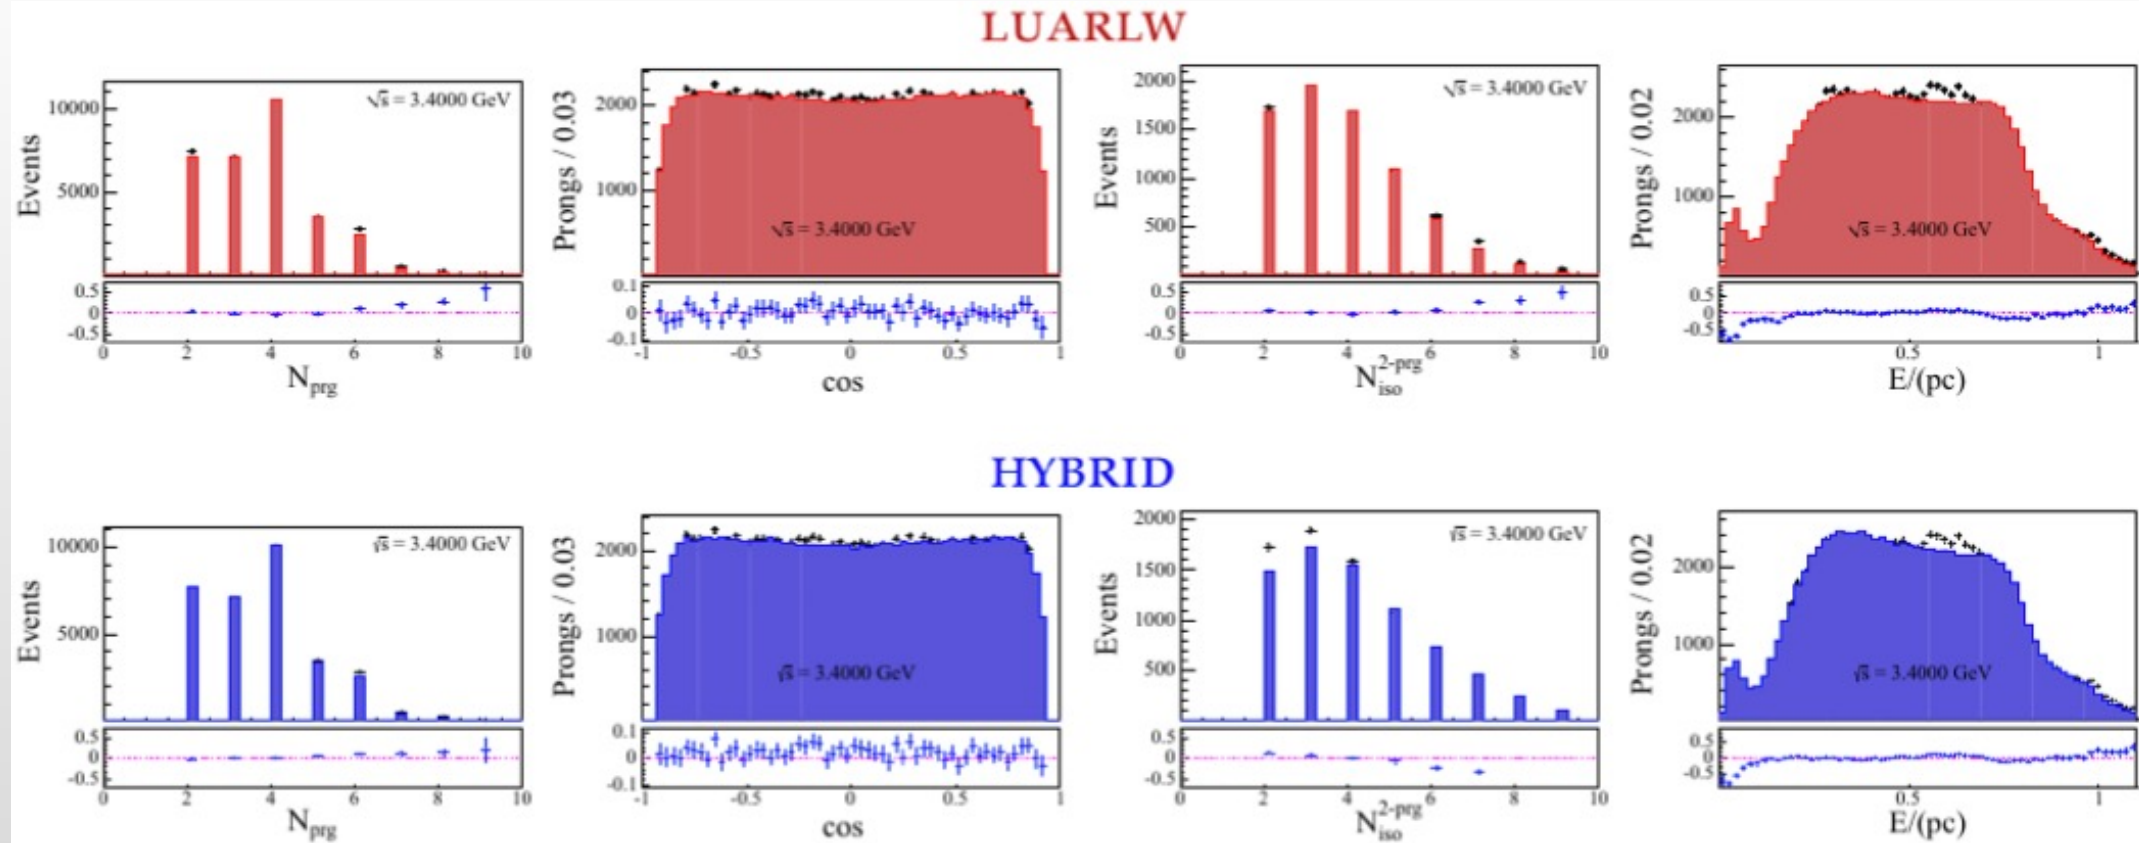 LUARLW
Events
10000
5000
√s = 3.4000 GeV
0.5
0
-0.5
0 2 4 6 8 10
N_prg
Prongs / 0.03
2000
1000
√s = 3.4000 GeV
0.1
0
-0.1
-1 -0.5 0 0.5 1
cos
Events
2000
1500
1000
500
√s = 3.4000 GeV
0.5
0
-0.5
0 2 4 6 8 10
N_iso^2-prg
Prongs / 0.02
2000
1000
√s = 3.4000 GeV
0.5
0
-0.5
0.5 1
E/(pc)
HYBRID
Events
10000
5000
√s = 3.4000 GeV
0.5
0
-0.5
0 2 4 6 8 10
N_prg
Prongs / 0.03
2000
1000
√s = 3.4000 GeV
0.1
0
-0.1
-1 -0.5 0 0.5 1
cos
Events
2000
1500
1000
500
√s = 3.4000 GeV
0.5
0
-0.5
0 2 4 6 8 10
N_iso^2-prg
Prongs / 0.02
2000
1000
√s = 3.4000 GeV
0.5
0
-0.5
0.5 1
E/(pc)